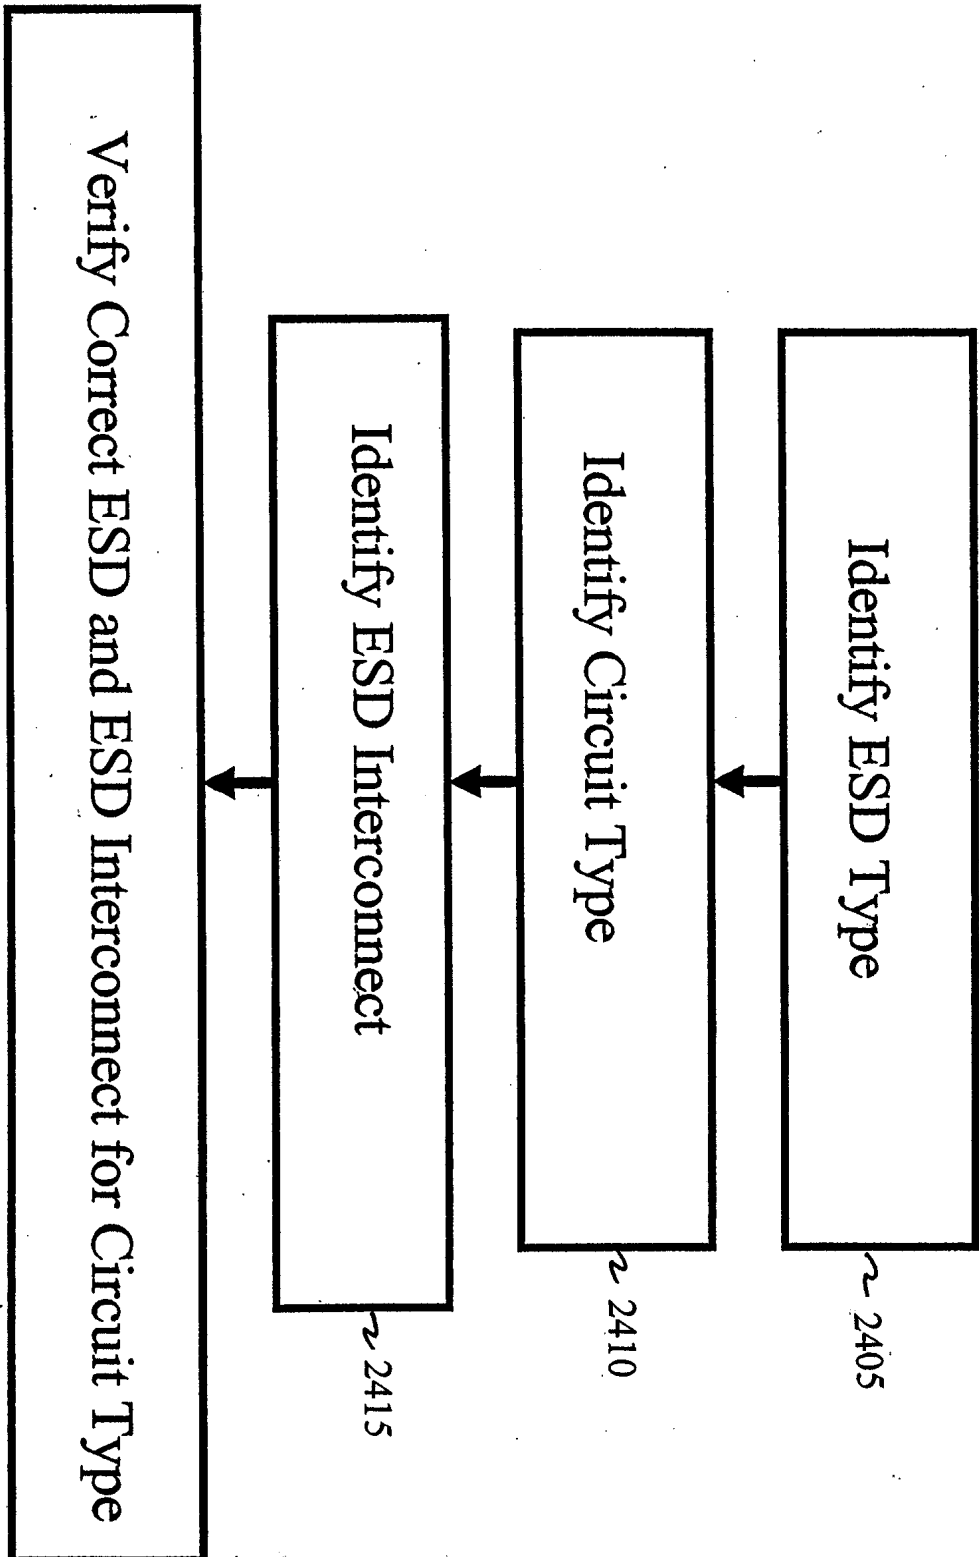 Identify ESD Type
2405
Identify Circuit Type
2410
Identify ESD Interconnect
2415
Verify Correct ESD and ESD Interconnect for Circuit Type